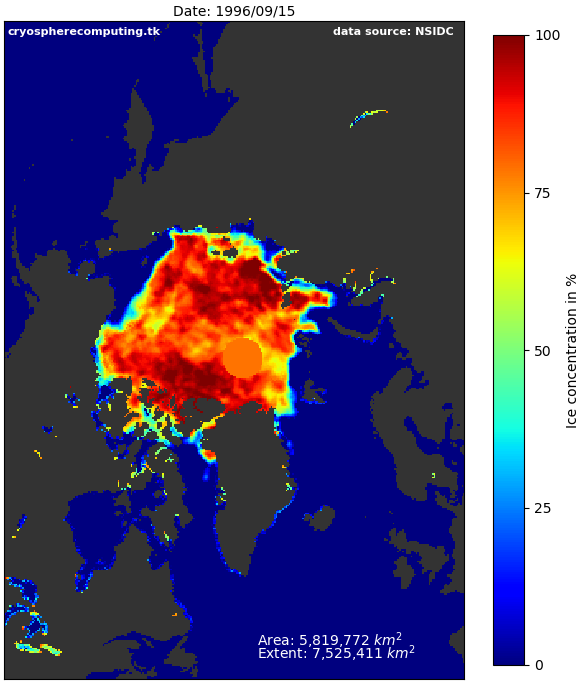 Date: 1996/09/15
cryospherecomputing.tk
data source: NSIDC
100
75
50
25
0
Ice concentration in %
Area: 5,819,772 km²
Extent: 7,525,411 km²